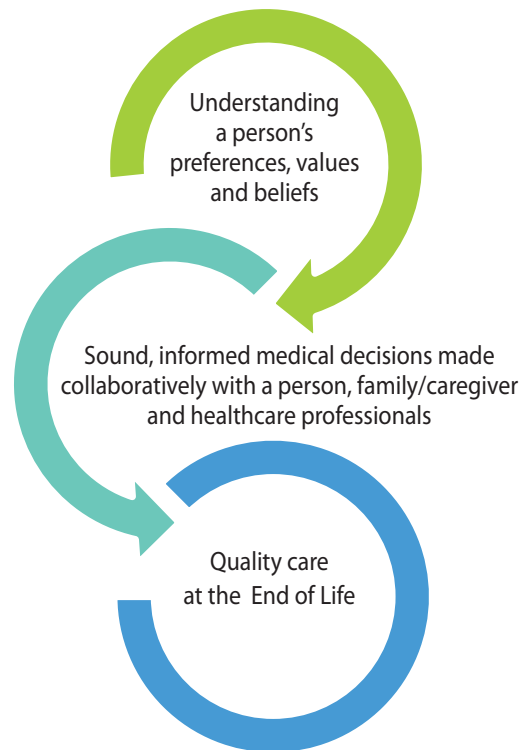 Understanding
a person’s
preferences, values
and beliefs
Sound, informed medical decisions made
collaboratively with a person, family/caregiver
and healthcare professionals
Quality care
at the End of Life